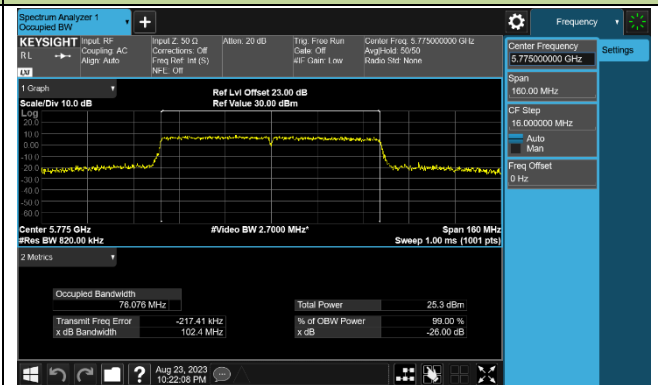 Spectrum Analyzer 1
Occupied BW
Frequency
KEYSIGHT
RL
LXI
Input: RF
Coupling: AC
Align: Auto
Input Z: 50 Ω
Corrections: Off
Freq Ref: Int (S)
NFE: Off
Atten: 20 dB
Trig: Free Run
Gate: Off
#IF Gain: Low
Center Freq: 5.775000000 GHz
Avg|Hold: 50/50
Radio Std: None
Center Frequency
5.775000000 GHz
Settings
Span
160.00 MHz
CF Step
16.000000 MHz
Auto
Man
Freq Offset
0 Hz
1 Graph
Scale/Div 10.0 dB
Ref Lvl Offset 23.00 dB
Ref Value 30.00 dBm
Log
20.0
10.0
0.00
-10.0
-20.0
-30.0
-40.0
-50.0
-60.0
Center 5.775 GHz
#Video BW 2.7000 MHz*
Span 160 MHz
#Res BW 820.00 kHz
Sweep 1.00 ms (1001 pts)
2 Metrics
Occupied Bandwidth
76.076 MHz
Total Power 25.3 dBm
Transmit Freq Error -217.41 kHz
% of OBW Power 99.00 %
x dB Bandwidth 102.4 MHz
x dB -26.00 dB
?
Aug 23, 2023
10:22:08 PM